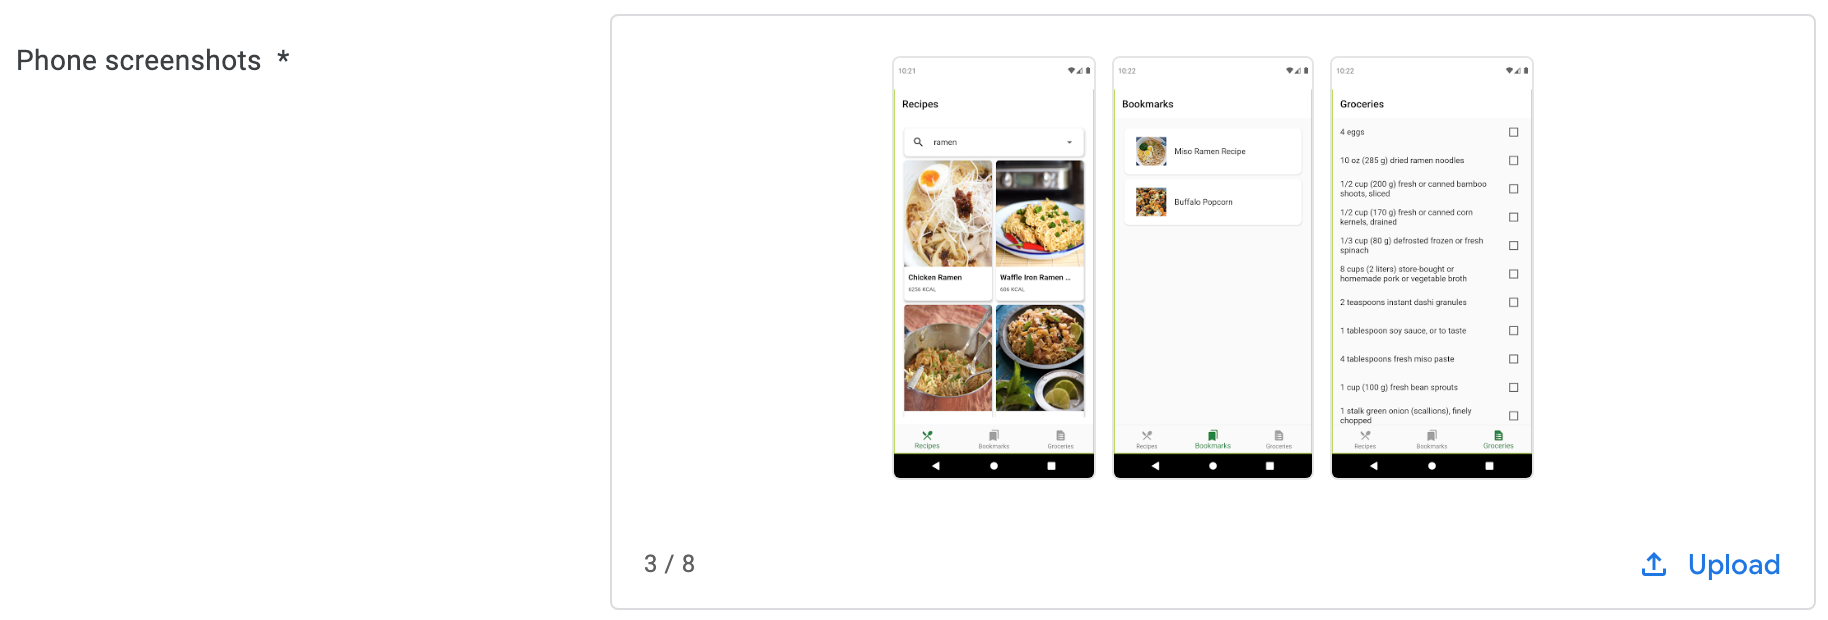 Phone screenshots *
10:21
Recipes
ramen
Chicken Ramen
6256 KCAL
Waffle Iron Ramen ...
606 KCAL
Recipes
Bookmarks
Groceries
10:22
Bookmarks
Miso Ramen Recipe
Buffalo Popcorn
Recipes
Bookmarks
Groceries
10:22
Groceries
4 eggs
10 oz (285 g) dried ramen noodles
1/2 cup (200 g) fresh or canned bamboo
shoots, sliced
1/2 cup (170 g) fresh or canned corn
kernels, drained
1/3 cup (80 g) defrosted frozen or fresh
spinach
8 cups (2 liters) store-bought or
homemade pork or vegetable broth
2 teaspoons instant dashi granules
1 tablespoon soy sauce, or to taste
4 tablespoons fresh miso paste
1 cup (100 g) fresh bean sprouts
1 stalk green onion (scallions), finely
chopped
Recipes
Bookmarks
Groceries
3 / 8
Upload